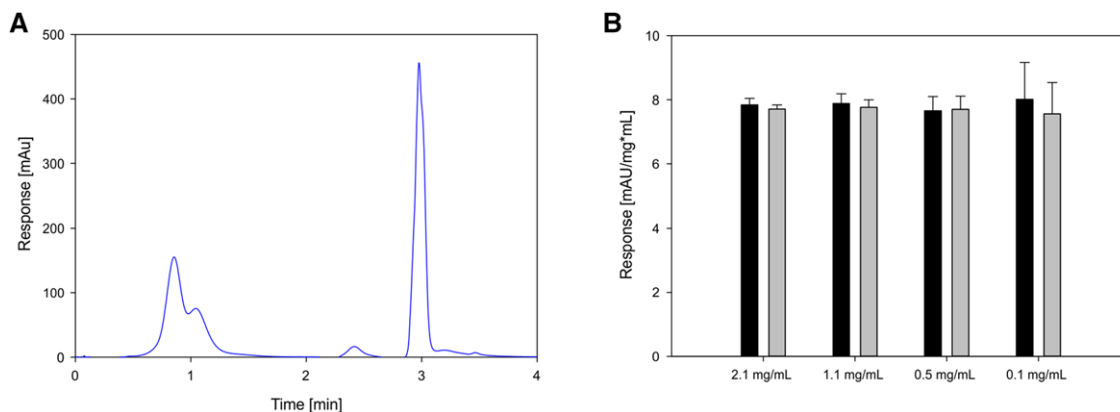 A
500
400
300
200
100
0
Response [mAu]
0 1 2 3 4
Time [min]
B
10
8
6
4
2
0
Response [mAU/mg*mL]
2.1 mg/mL 1.1 mg/mL 0.5 mg/mL 0.1 mg/mL